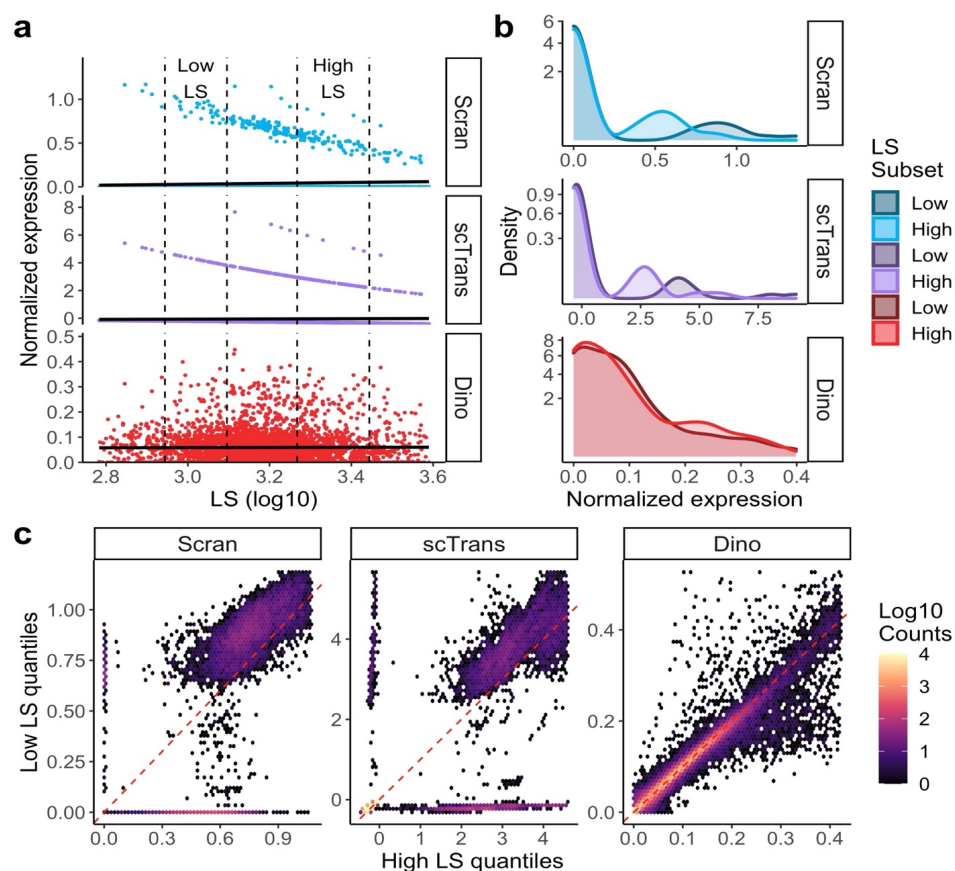 a
Low
LS
High
LS
1.0
0.5
0.0
Scran
8
6
4
2
0
scTrans
0.5
0.4
0.3
0.2
0.1
0.0
Dino
2.8
3.0
3.2
3.4
3.6
LS (log10)
Normalized expression
b
6
4
2
0.0
0.5
1.0
Scran
0.9
0.6
0.3
0.0
2.5
5.0
7.5
scTrans
8
6
4
2
0.0
0.1
0.2
0.3
0.4
Dino
Density
Normalized expression
LS
Subset
Low
High
Low
High
Low
High
c
Scran
scTrans
Dino
1.00
0.75
0.50
0.25
0.00
0.0
0.3
0.6
0.9
4
2
0
0
1
2
3
4
0.4
0.2
0.0
0.0
0.1
0.2
0.3
0.4
Low LS quantiles
High LS quantiles
Log10
Counts
4
3
2
1
0